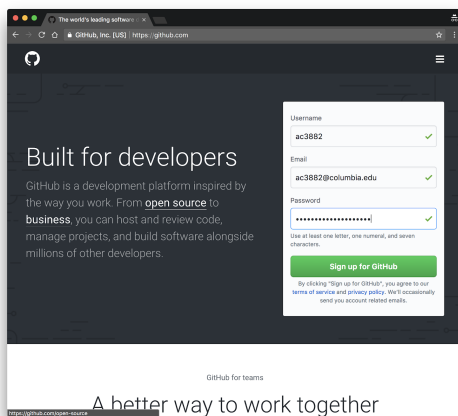 The world's leading software d
GitHub, Inc. [US] | https://github.com
Built for developers
GitHub is a development platform inspired by
the way you work. From open source to
business, you can host and review code,
manage projects, and build software alongside
millions of other developers.
Username
ac3882
Email
ac3882@columbia.edu
Password
Use at least one letter, one numeral, and seven
characters.
Sign up for GitHub
By clicking "Sign up for GitHub", you agree to our
terms of service and privacy policy. We'll occasionally
send you account related emails.
GitHub for teams
A better way to work together
https://github.com/open-source